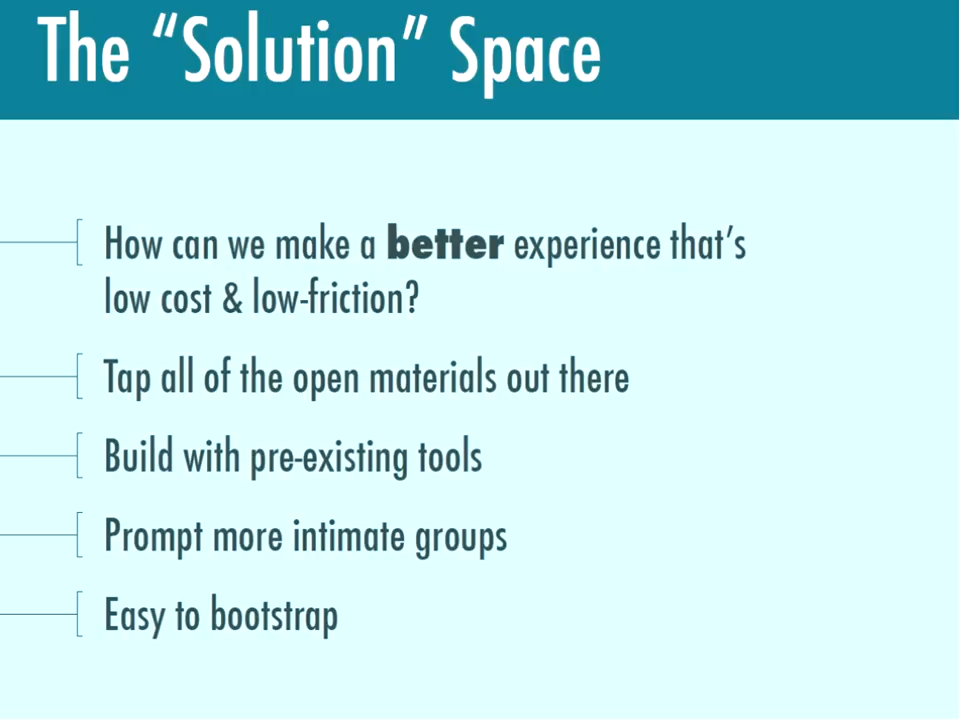 The “Solution” Space
How can we make a better experience that’s
low cost & low-friction?
Tap all of the open materials out there
Build with pre-existing tools
Prompt more intimate groups
Easy to bootstrap